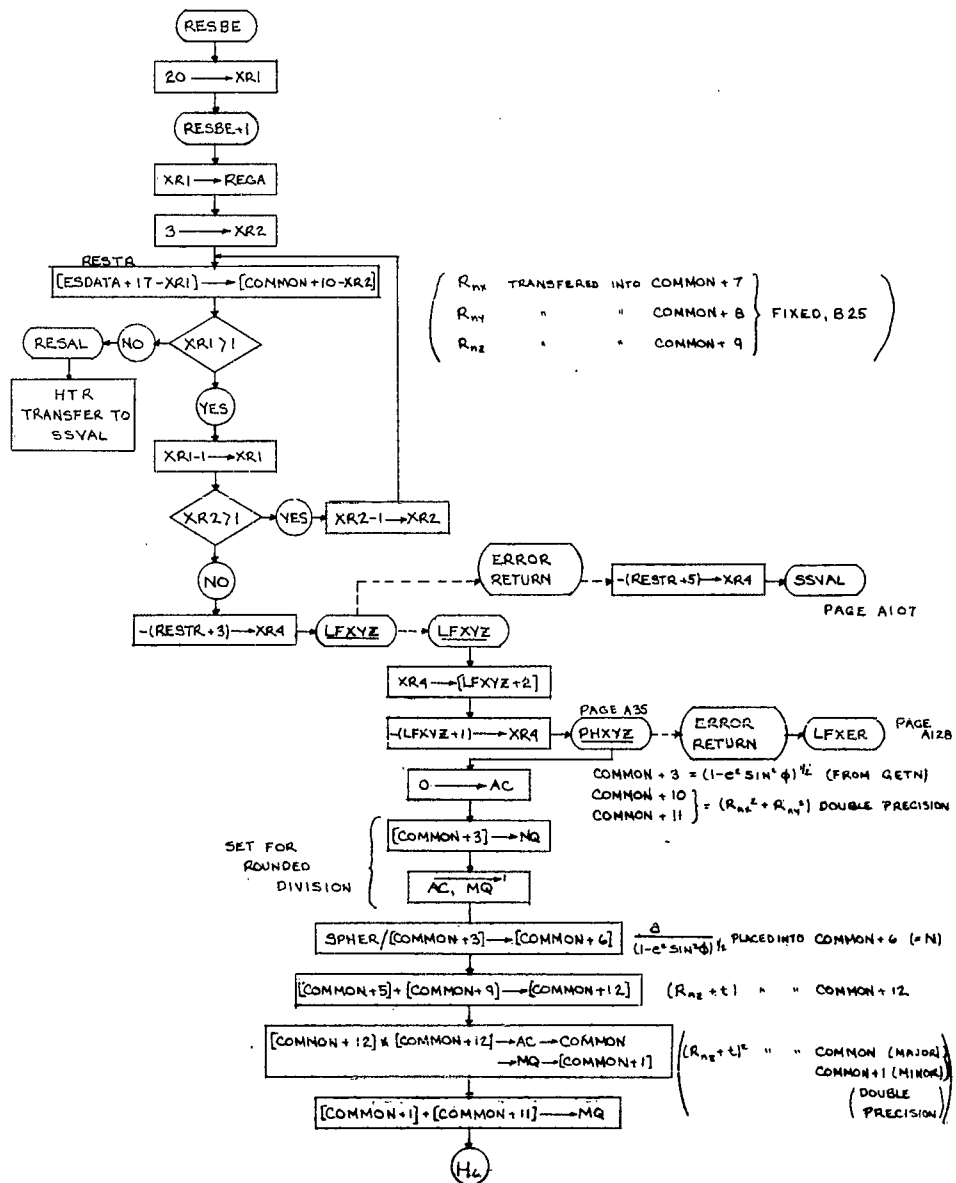 RESBE
20 → XR1
RESBE+1
XR1 → REGA
3 → XR2
RESTR
[ESDATA+17-XR1] → [COMMON+10-XR2]
( Rnx TRANSFERED INTO COMMON+7
Rny " " COMMON+8 } FIXED, B25
Rnz " " COMMON+9 )
XR1>1
NO
RESAL
HTR
TRANSFER TO
SSVAL
YES
XR1-1 → XR1
XR2>1
YES
XR2-1 → XR2
NO
ERROR
RETURN
-(RESTR+5) → XR4
SSVAL
PAGE A107
-(RESTR+3) → XR4
LFXYZ
LFXYZ
XR4 → [LFXYZ+2]
-(LFXYZ+1) → XR4
PAGE A35
PHXYZ
ERROR
RETURN
LFXER
PAGE
A128
COMMON+3 = (1-e² SIN² φ)^½ (FROM GETN)
COMMON+10
COMMON+11 } = (Rnx² + Rny²) DOUBLE PRECISION
0 → AC
SET FOR
ROUNDED
DIVISION
[COMMON+3] → MQ
AC, MQ → 1
SPHER/[COMMON+3] → [COMMON+6]
a/(1-e² SIN² φ)^½ PLACED INTO COMMON+6 (=N)
[COMMON+5]+[COMMON+9] → [COMMON+12]
(Rnz+t) " " COMMON+12
[COMMON+12]×[COMMON+12] → AC → COMMON
→ MQ → [COMMON+1]
( (Rnz+t)² " " COMMON (MAJOR)
COMMON+1 (MINOR)
(DOUBLE
PRECISION) )
[COMMON+1]+[COMMON+11] → MQ